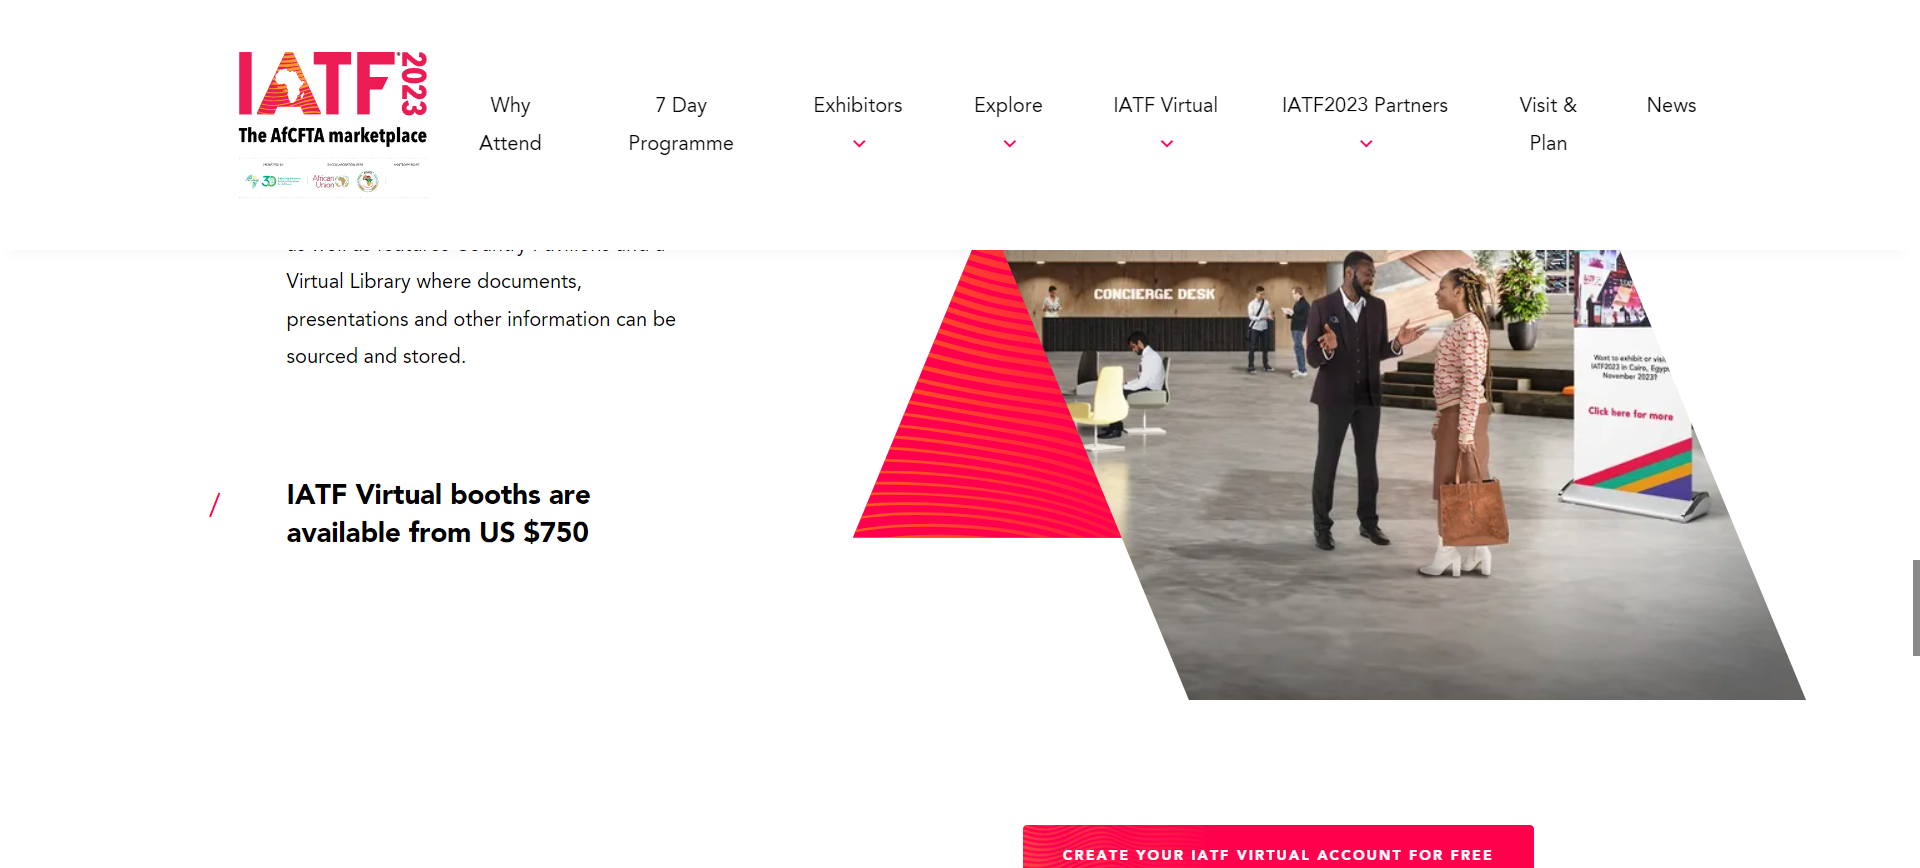 IATF 2023
The AfCFTA marketplace
African
Union
Why
Attend
7 Day
Programme
Exhibitors
Explore
IATF Virtual
IATF2023 Partners
Visit &
Plan
News
Virtual Library where documents,
presentations and other information can be
sourced and stored.
/
IATF Virtual booths are
available from US $750
CONCIERGE DESK
Want to exhibit or visit
IATF2023 in Cairo, Egypt,
November 2023?
Click here for more
CREATE YOUR IATF VIRTUAL ACCOUNT FOR FREE